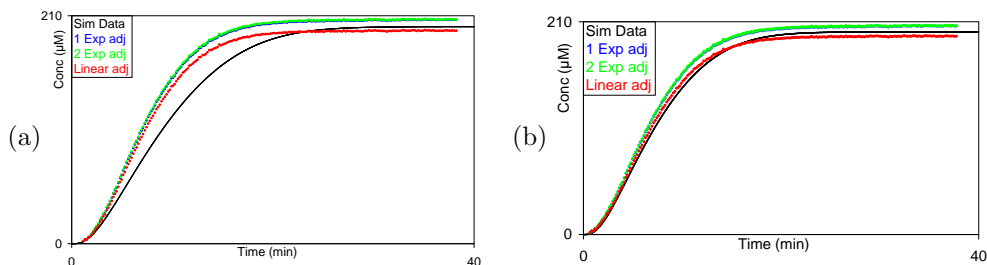 (a)
210
Conc (µM)
Sim Data
1 Exp adj
2 Exp adj
Linear adj
0
0
Time (min)
40
(b)
210
Conc (µM)
Sim Data
1 Exp adj
2 Exp adj
Linear adj
0
0
Time (min)
40